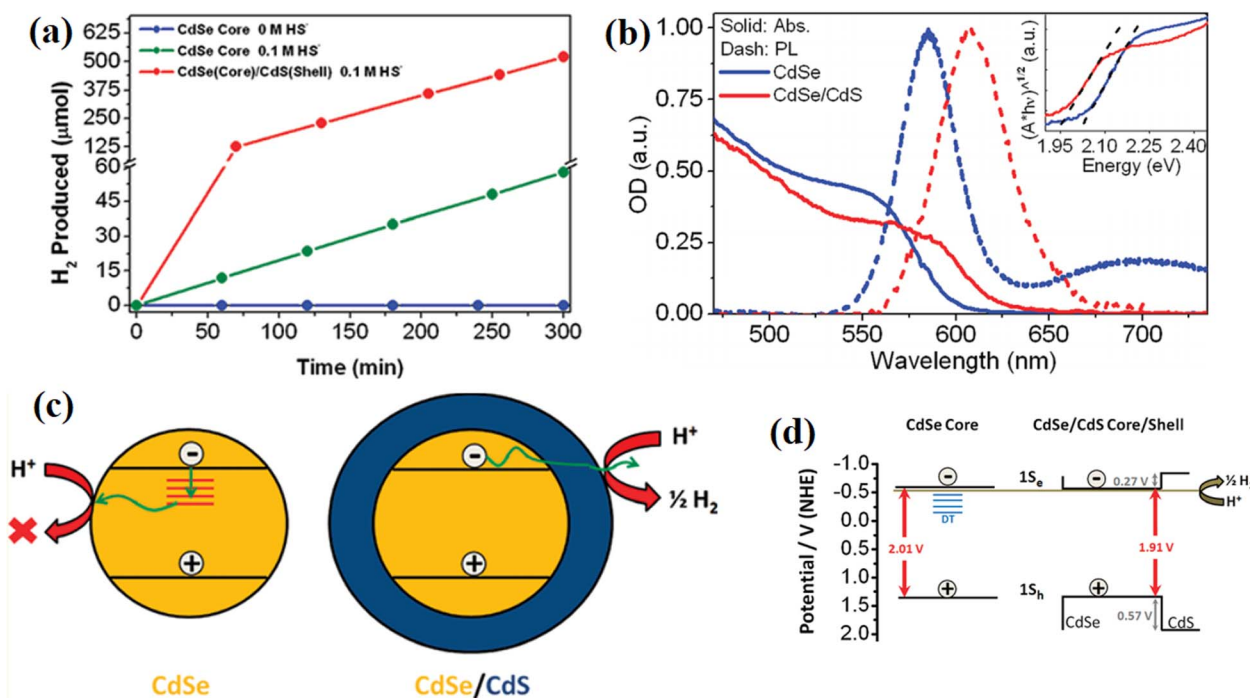 (a)
625
500
375
250
125
60
45
30
15
0
CdSe Core 0 M HS⁻
CdSe Core 0.1 M HS⁻
CdSe(Core)/CdS(Shell) 0.1 M HS⁻
H₂ Produced (μmol)
0 50 100 150 200 250 300
Time (min)
(b)
1.00
0.75
0.50
0.25
0.00
OD (a.u.)
Solid: Abs.
Dash: PL
CdSe
CdSe/CdS
(A*hν)^1/2 (a.u.)
1.95 2.10 2.25 2.40
Energy (eV)
500 550 600 650 700
Wavelength (nm)
(c)
H⁺
CdSe
H⁺
½ H₂
CdSe/CdS
(d)
CdSe Core CdSe/CdS Core/Shell
Potential / V (NHE)
-1.0
-0.5
0.0
0.5
1.0
1.5
2.0
DT
2.01 V
1Sₑ
1Sₕ
0.27 V
1.91 V
0.57 V
CdSe
CdS
½ H₂
H⁺